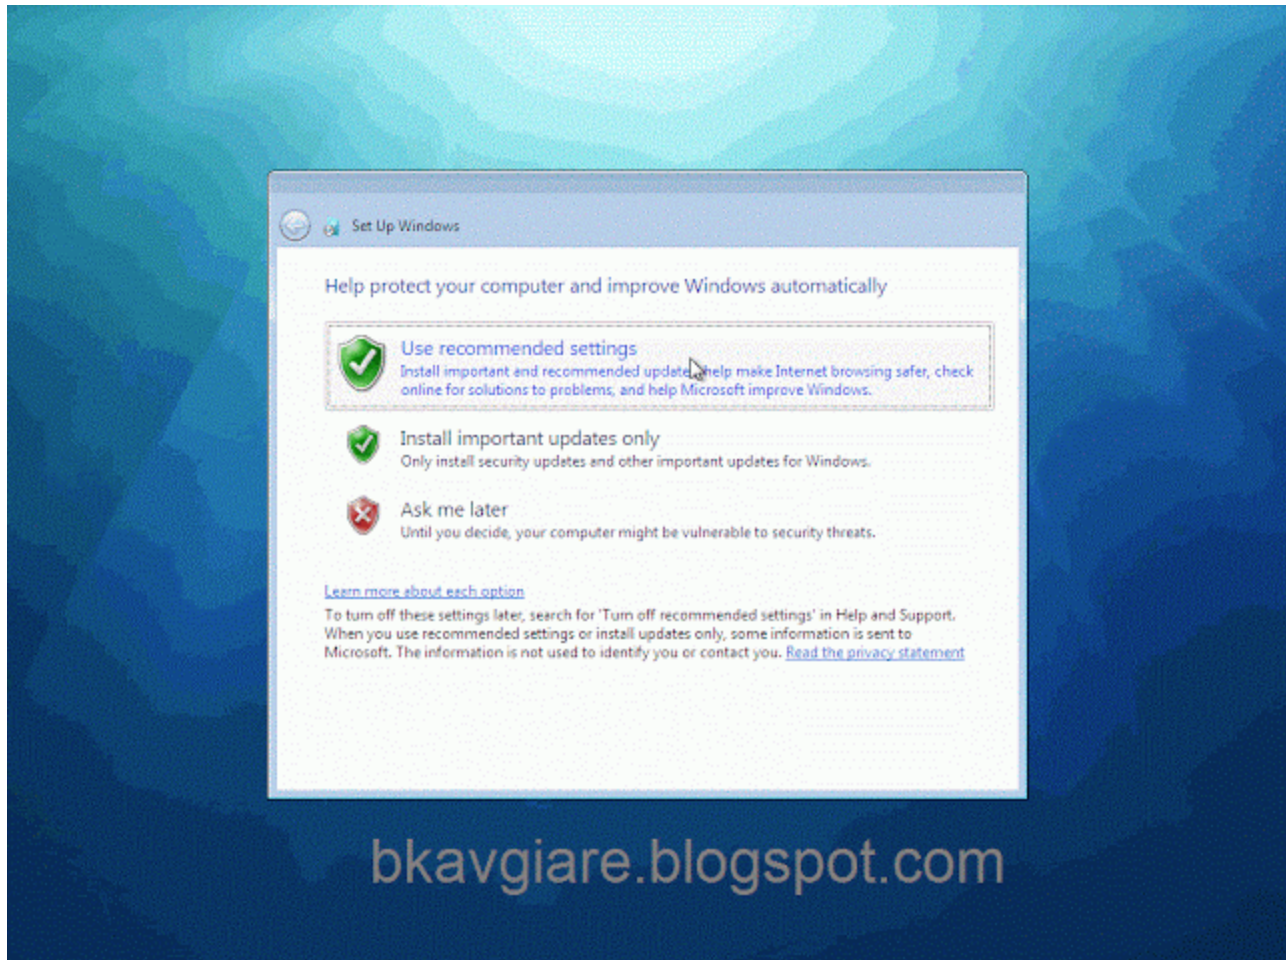 Set Up Windows
Help protect your computer and improve Windows automatically
Use recommended settings
Install important and recommended updates, help make Internet browsing safer, check
online for solutions to problems, and help Microsoft improve Windows.
Install important updates only
Only install security updates and other important updates for Windows.
Ask me later
Until you decide, your computer might be vulnerable to security threats.
Learn more about each option
To turn off these settings later, search for 'Turn off recommended settings' in Help and Support.
When you use recommended settings or install updates only, some information is sent to
Microsoft. The information is not used to identify you or contact you. Read the privacy statement
bkavgiare.blogspot.com